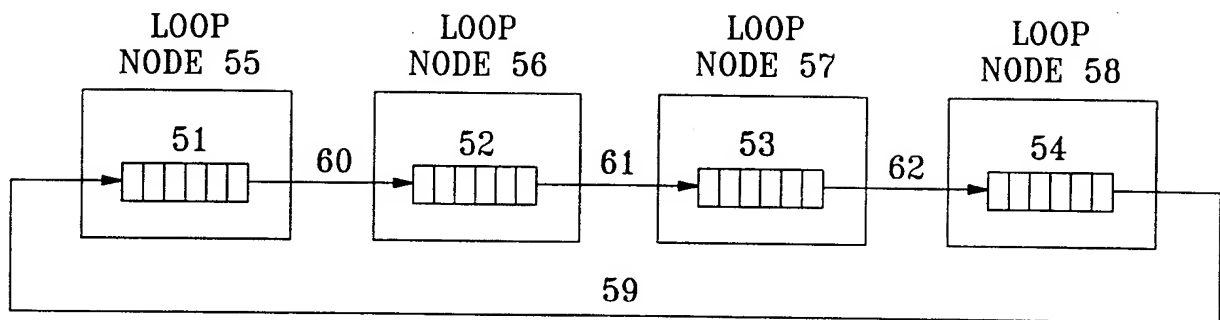 LOOP
NODE 55
LOOP
NODE 56
LOOP
NODE 57
LOOP
NODE 58
51
60
52
61
53
62
54
59